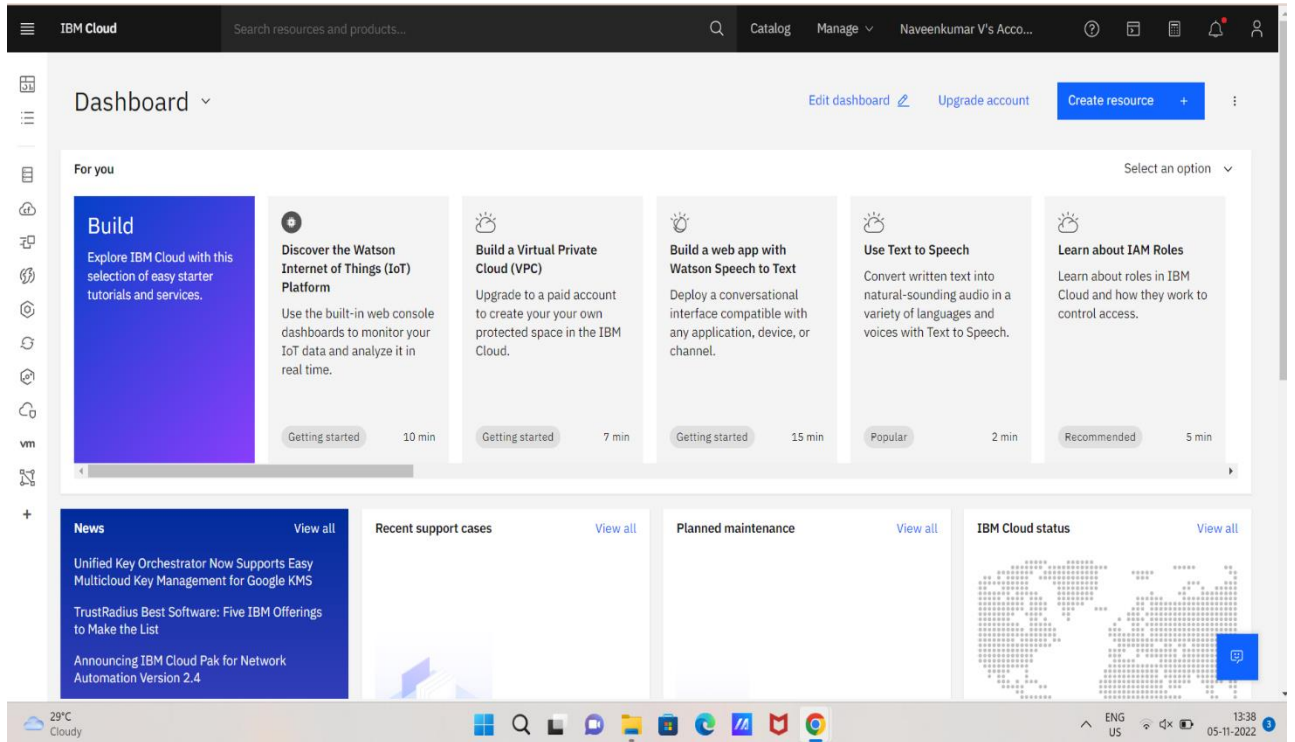 IBM Cloud
Search resources and products...
Catalog
Manage
Naveenkumar V's Acco...
Dashboard
Edit dashboard
Upgrade account
Create resource +
For you
Select an option
Build
Explore IBM Cloud with this
selection of easy starter
tutorials and services.
Discover the Watson
Internet of Things (IoT)
Platform
Use the built-in web console
dashboards to monitor your
IoT data and analyze it in
real time.
Getting started
10 min
Build a Virtual Private
Cloud (VPC)
Upgrade to a paid account
to create your your own
protected space in the IBM
Cloud.
Getting started
7 min
Build a web app with
Watson Speech to Text
Deploy a conversational
interface compatible with
any application, device, or
channel.
Getting started
15 min
Use Text to Speech
Convert written text into
natural-sounding audio in a
variety of languages and
voices with Text to Speech.
Popular
2 min
Learn about IAM Roles
Learn about roles in IBM
Cloud and how they work to
control access.
Recommended
5 min
vm
News
View all
Unified Key Orchestrator Now Supports Easy
Multicloud Key Management for Google KMS
TrustRadius Best Software: Five IBM Offerings
to Make the List
Announcing IBM Cloud Pak for Network
Automation Version 2.4
Recent support cases
View all
Planned maintenance
View all
IBM Cloud status
View all
29°C
Cloudy
ENG
US
13:38
05-11-2022
3